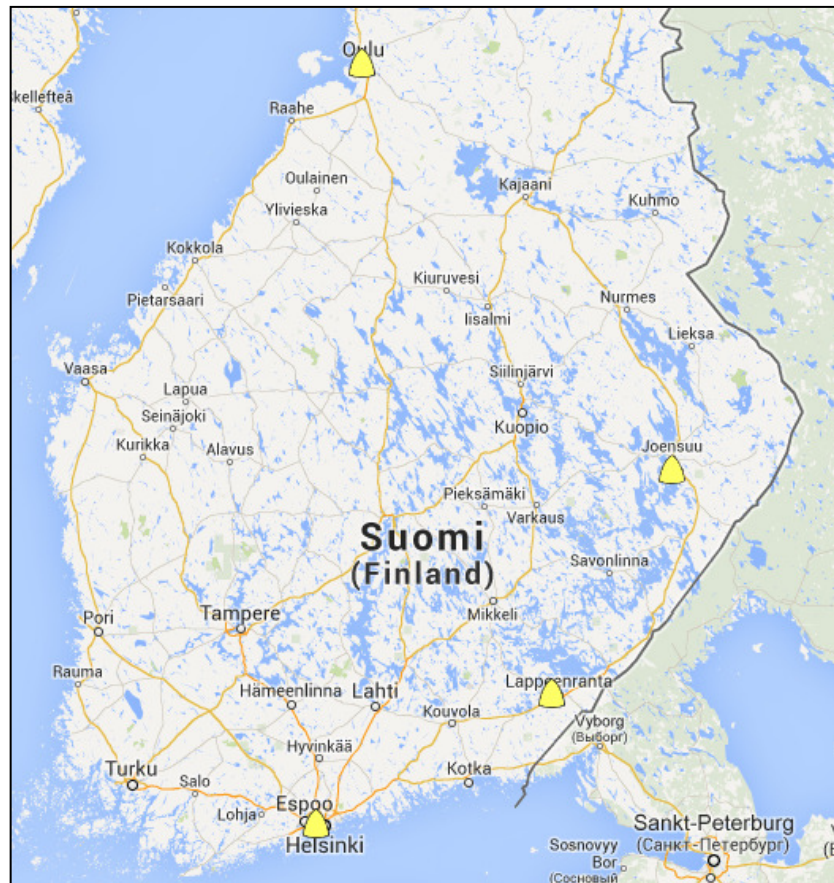 Oulu
skellefteå
Raahe
Oulainen
Kajaani
Ylivieska
Kuhmo
Kokkola
Kiuruvesi
Pietarsaari
Nurmes
Iisalmi
Lieksa
Vaasa
Siilinjärvi
Lapua
Seinäjoki
Kuopio
Kurikka
Alavus
Joensuu
Pieksämäki
Varkaus
Suomi
(Finland)
Savonlinna
Tampere
Mikkeli
Pori
Rauma
Lappeenranta
Hämeenlinna
Lahti
Kouvola
Vyborg
(Выборг)
Hyvinkää
Turku
Kotka
Salo
Espoo
Lohja
Helsinki
Sankt-Peterburg
(Санкт-Петербург)
Sosnovyy
Bor
(Сосновый